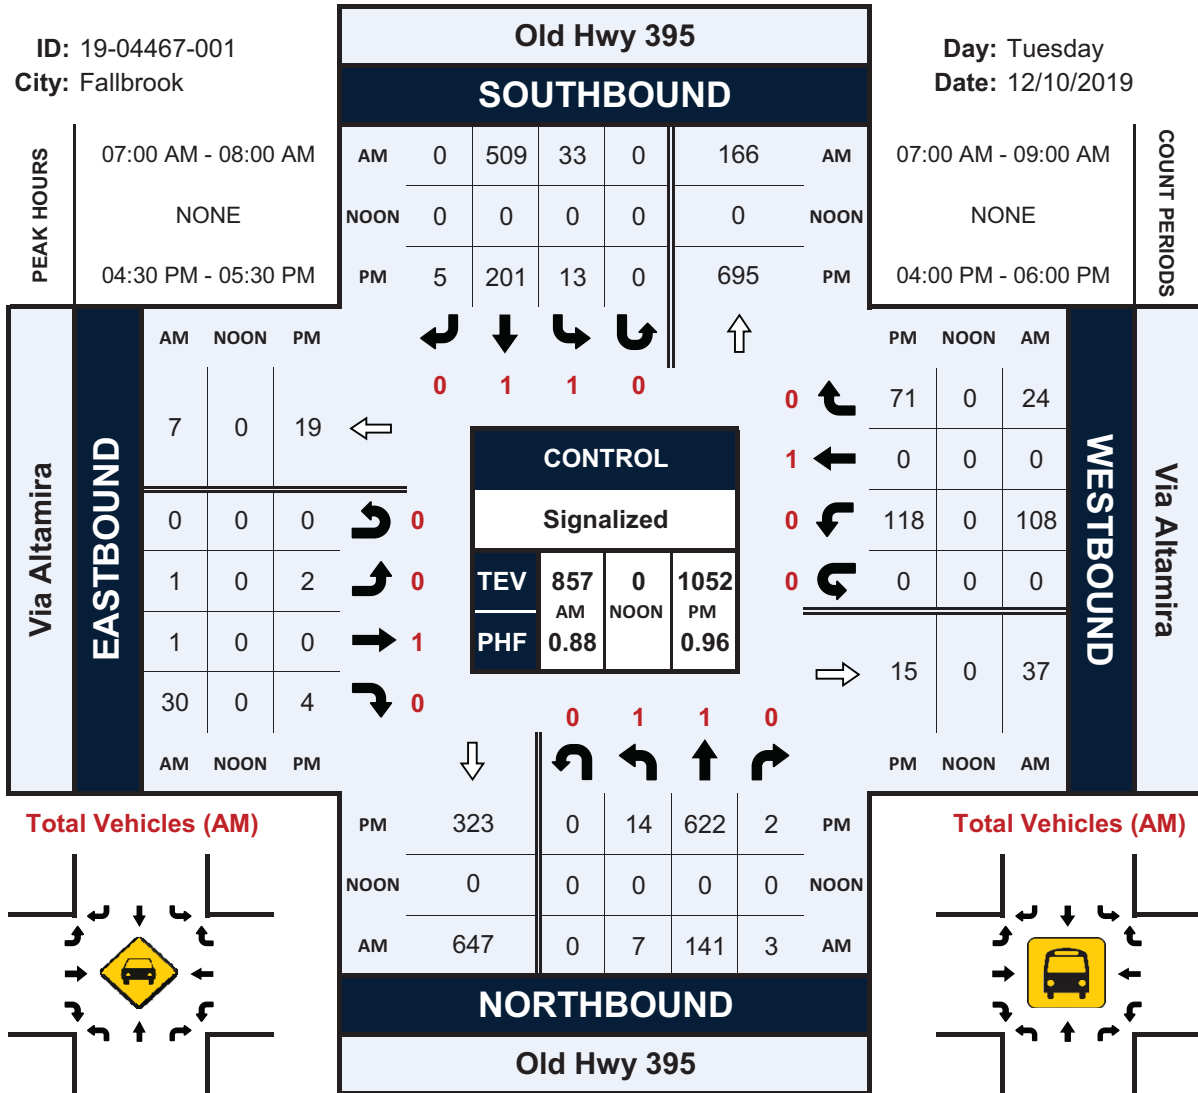 ID: 19-04467-001
City: Fallbrook
Old Hwy 395
SOUTHBOUND
Day: Tuesday
Date: 12/10/2019
PEAK HOURS
07:00 AM - 08:00 AM
NONE
04:30 PM - 05:30 PM
AM 0 509 33 0 166 AM
NOON 0 0 0 0 0 NOON
PM 5 201 13 0 695 PM
07:00 AM - 09:00 AM
NONE
04:00 PM - 06:00 PM
COUNT PERIODS
0 1 1 0
Via Altamira
EASTBOUND
AM NOON PM
7 0 19
0 0 0 0
1 0 2 0
1 0 0 1
30 0 4 0
AM NOON PM
CONTROL
Signalized
TEV 857 0 1052
AM NOON PM
PHF 0.88 0.96
PM NOON AM
0 71 0 24
1 0 0 0
0 118 0 108
0 0 0 0
15 0 37
PM NOON AM
WESTBOUND
Via Altamira
0 1 1 0
PM 323 0 14 622 2 PM
NOON 0 0 0 0 0 NOON
AM 647 0 7 141 3 AM
NORTHBOUND
Old Hwy 395
Total Vehicles (AM)
Total Vehicles (AM)